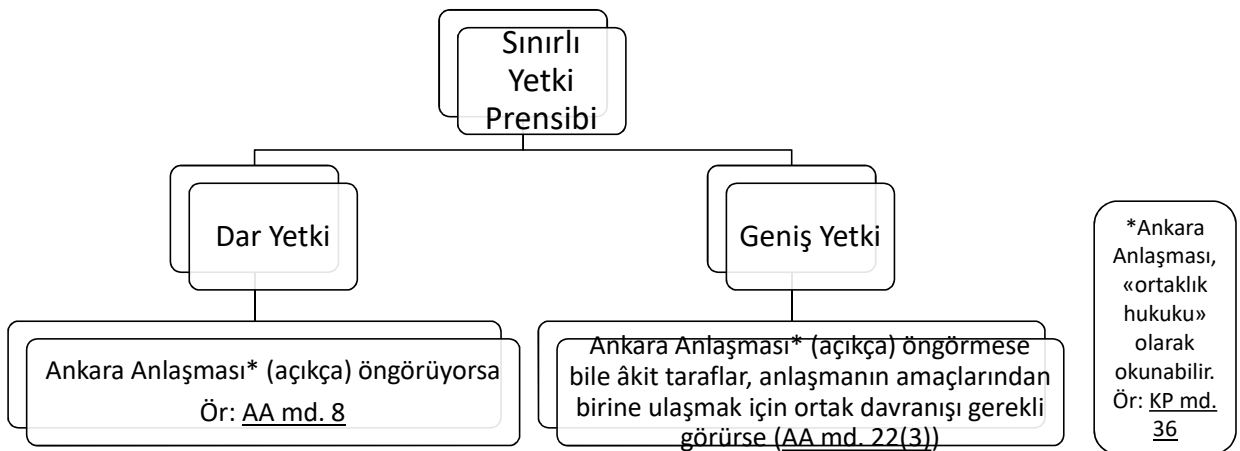 Sınırlı
Yetki
Prensibi
Dar Yetki
Geniş Yetki
Ankara Anlaşması* (açıkça) öngörüyorsa
Ör: AA md. 8
Ankara Anlaşması* (açıkça) öngörmese
bile âkit taraflar, anlaşmanın amaçlarından
birine ulaşmak için ortak davranışı gerekli
görürse (AA md. 22(3))
*Ankara
Anlaşması,
«ortaklık
hukuku»
olarak
okunabilir.
Ör: KP md.
36